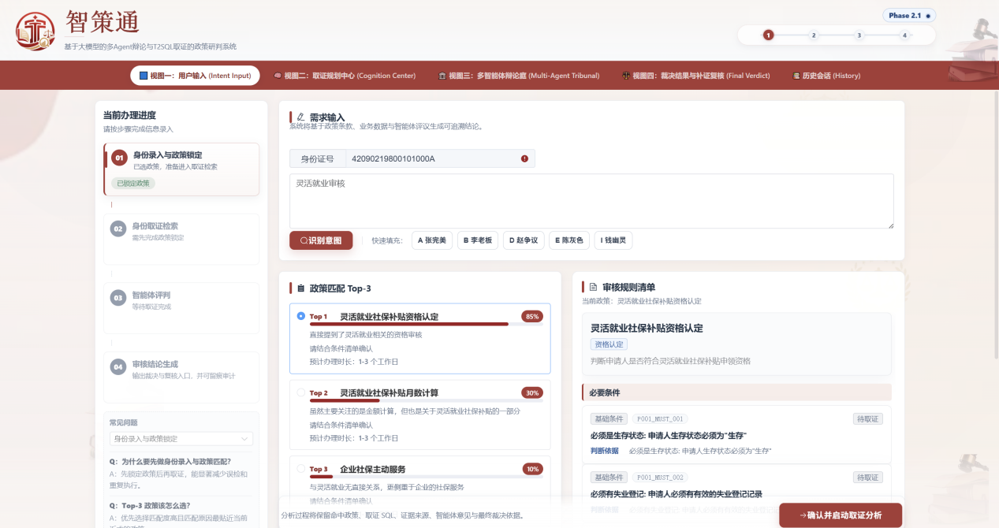 智策通
基于大模型的多Agent辩论与T2SQL取证的政策研判系统
Phase 2.1
1 2 3 4
视图一：用户输入 (Intent Input)
视图二：取证规划中心 (Cognition Center)
视图三：多智能体辩论庭 (Multi-Agent Tribunal)
视图四：裁决结果与补证复核 (Final Verdict)
历史会话 (History)
当前办理进度
请按步骤完成信息录入
01 身份录入与政策锁定
已选政策，准备进入取证检索
已锁定政策
02 身份取证检索
需先完成政策锁定
03 智能体评判
等待取证完成
04 审核结论生成
输出裁决与复核入口，并可留痕审计
常见问题
身份录入与政策锁定
Q：为什么要先做身份录入与政策匹配？
A：先锁定政策后再取证，能显著减少误检和
重复执行。
Q：Top-3 政策该怎么选？
A：优先选择匹配度高且匹配原因最贴近当前
需求输入
系统将基于政策条款、业务数据与智能体评议生成可追溯结论。
身份证号 42090219800101000A
灵活就业审核
识别意图
快速填充：
A 张完美
B 李老板
D 赵争议
E 陈灰色
I 钱幽灵
政策匹配 Top-3
Top 1 灵活就业社保补贴资格认定 85%
直接提到了灵活就业相关的资格审核
请结合条件清单确认
预计办理时长：1-3 个工作日
Top 2 灵活就业社保补贴月数计算 30%
虽然主要关注的是金额计算，但也是关于灵活就业社保补贴的一部分
请结合条件清单确认
预计办理时长：1-3 个工作日
Top 3 企业社保主动服务 10%
与灵活就业无直接关系，更侧重于企业的社保服务
请结合条件清单确认
审核规则清单
当前政策：灵活就业社保补贴资格认定
灵活就业社保补贴资格认定
资格认定
判断申请人是否符合灵活就业社保补贴申领资格
必要条件
基础条件 P001_MUST_001 待取证
必须是生存状态: 申请人生存状态必须为"生存"
判断依据 必须是生存状态: 申请人生存状态必须为"生存"
基础条件 P001_MUST_002 待取证
必须有失业登记: 申请人必须有有效的失业登记记录
分析过程将保留命中政策、取证 SQL、证据来源、智能体意见与最终裁决依据。
→确认并启动取证分析